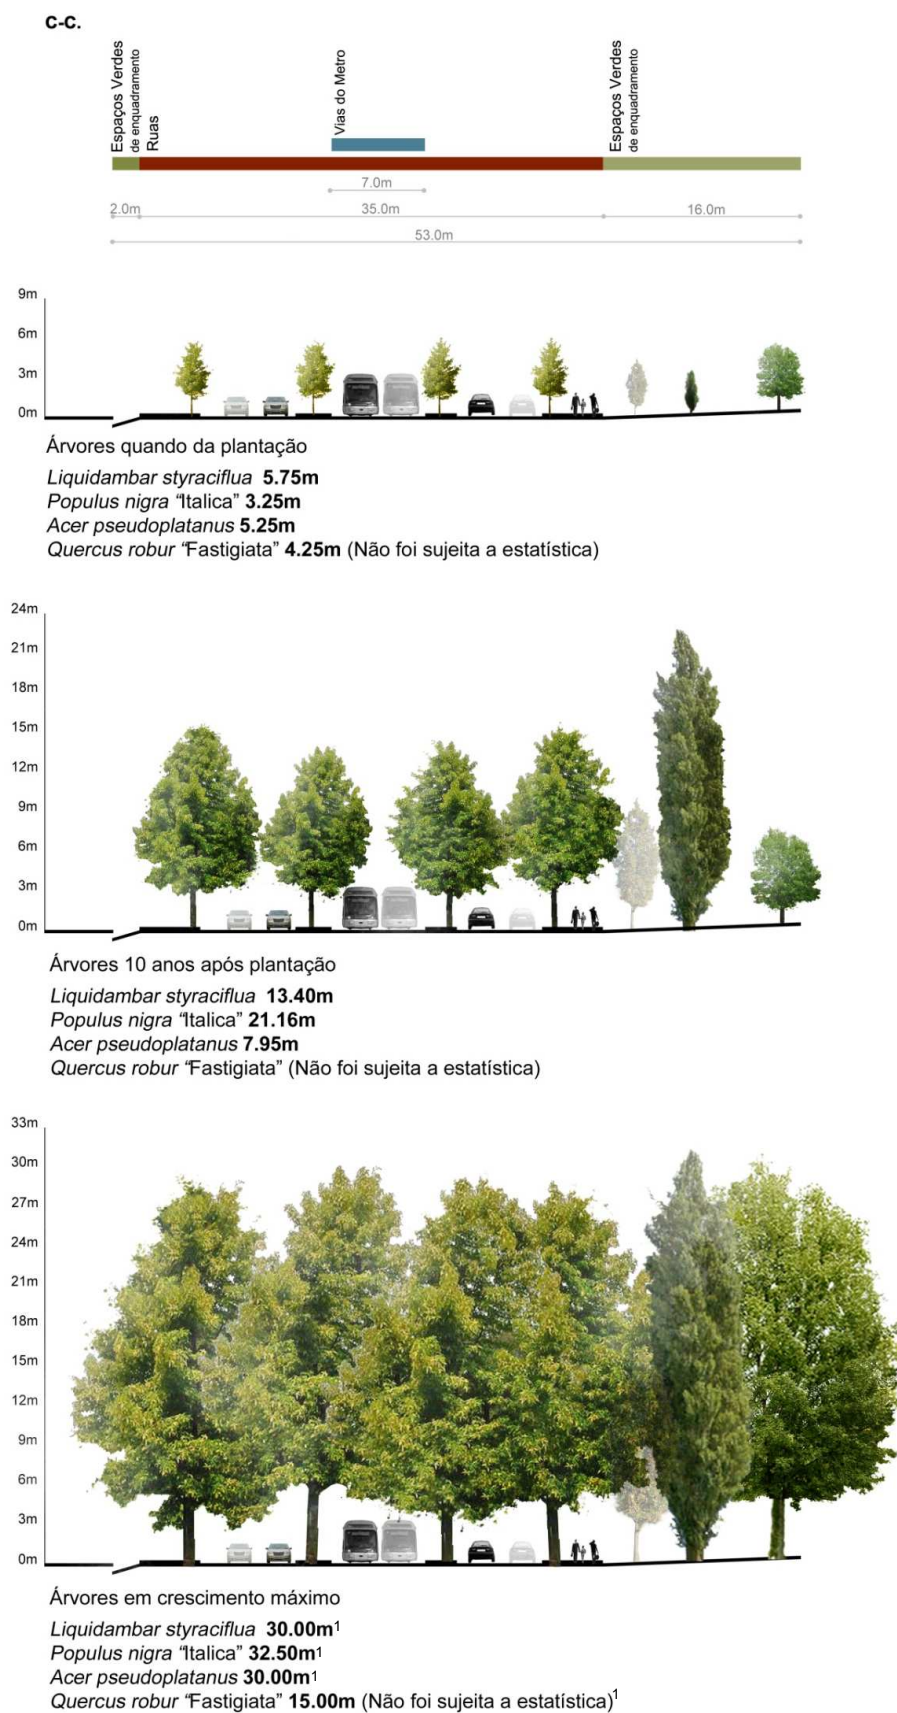 C-C.
Espaços Verdes
de enquadramento
Ruas
Vias do Metro
Espaços Verdes
de enquadramento
7.0m
2.0m
35.0m
16.0m
53.0m
9m
6m
3m
0m
Árvores quando da plantação
Liquidambar styraciflua 5.75m
Populus nigra “Italica” 3.25m
Acer pseudoplatanus 5.25m
Quercus robur “Fastigiata” 4.25m (Não foi sujeita a estatística)
24m
21m
18m
15m
12m
9m
6m
3m
0m
Árvores 10 anos após plantação
Liquidambar styraciflua 13.40m
Populus nigra “Italica” 21.16m
Acer pseudoplatanus 7.95m
Quercus robur “Fastigiata” (Não foi sujeita a estatística)
33m
30m
27m
24m
21m
18m
15m
12m
9m
6m
3m
0m
Árvores em crescimento máximo
Liquidambar styraciflua 30.00m¹
Populus nigra “Italica” 32.50m¹
Acer pseudoplatanus 30.00m¹
Quercus robur “Fastigiata” 15.00m (Não foi sujeita a estatística)¹